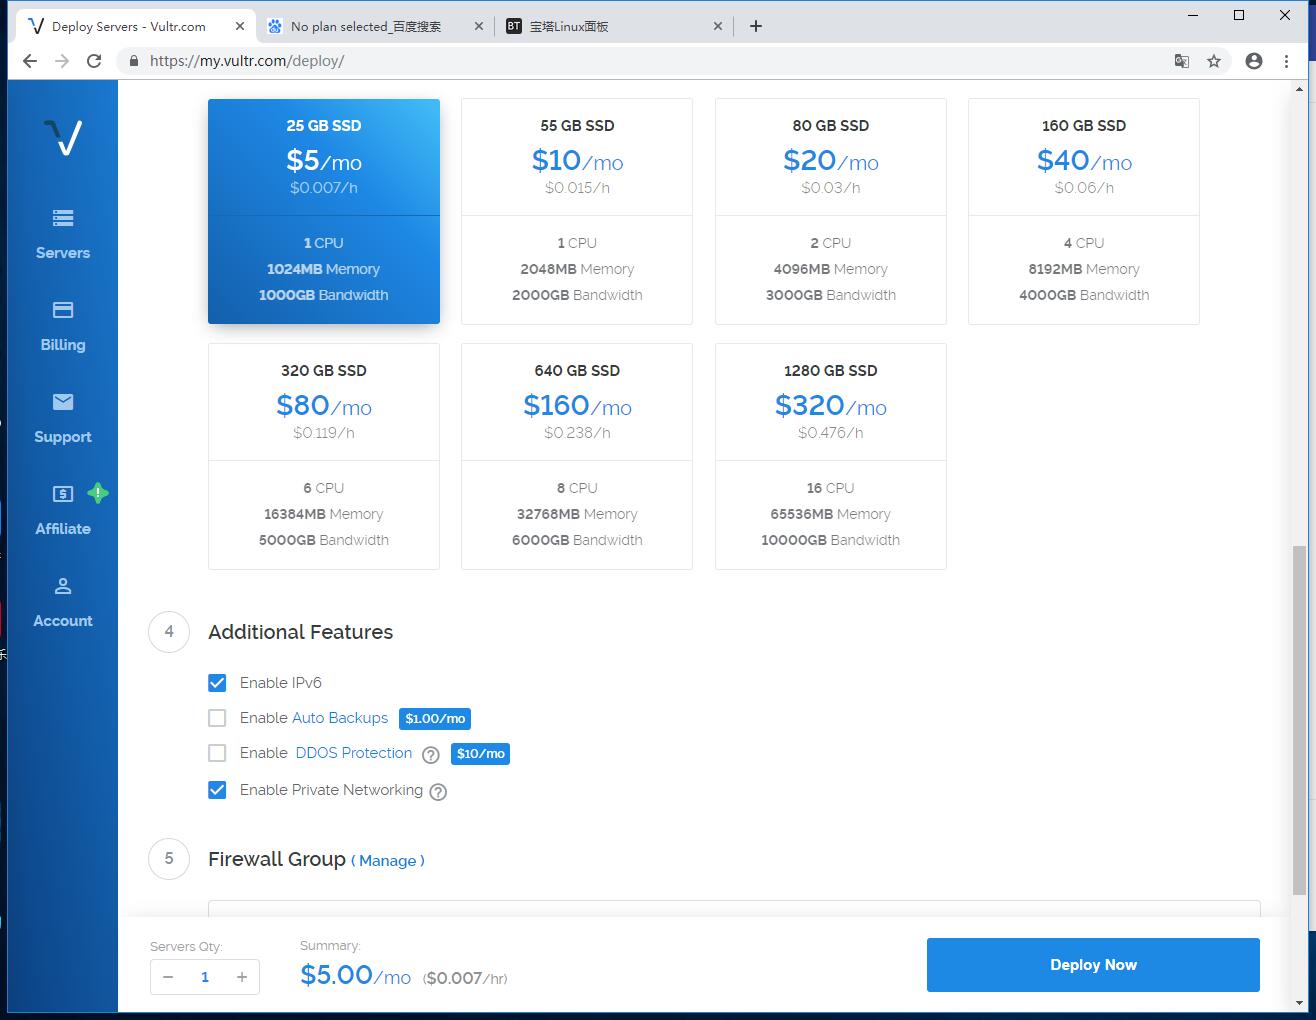 Deploy Servers - Vultr.com
No plan selected_百度搜索
BT 宝塔Linux面板
https://my.vultr.com/deploy/
Servers
Billing
Support
Affiliate
Account
25 GB SSD
$5/mo
$0.007/h
1 CPU
1024MB Memory
1000GB Bandwidth
55 GB SSD
$10/mo
$0.015/h
1 CPU
2048MB Memory
2000GB Bandwidth
80 GB SSD
$20/mo
$0.03/h
2 CPU
4096MB Memory
3000GB Bandwidth
160 GB SSD
$40/mo
$0.06/h
4 CPU
8192MB Memory
4000GB Bandwidth
320 GB SSD
$80/mo
$0.119/h
6 CPU
16384MB Memory
5000GB Bandwidth
640 GB SSD
$160/mo
$0.238/h
8 CPU
32768MB Memory
6000GB Bandwidth
1280 GB SSD
$320/mo
$0.476/h
16 CPU
65536MB Memory
10000GB Bandwidth
4 Additional Features
Enable IPv6
Enable Auto Backups $1.00/mo
Enable DDOS Protection ? $10/mo
Enable Private Networking ?
5 Firewall Group ( Manage )
Servers Qty:
− 1 +
Summary:
$5.00/mo ($0.007/hr)
Deploy Now